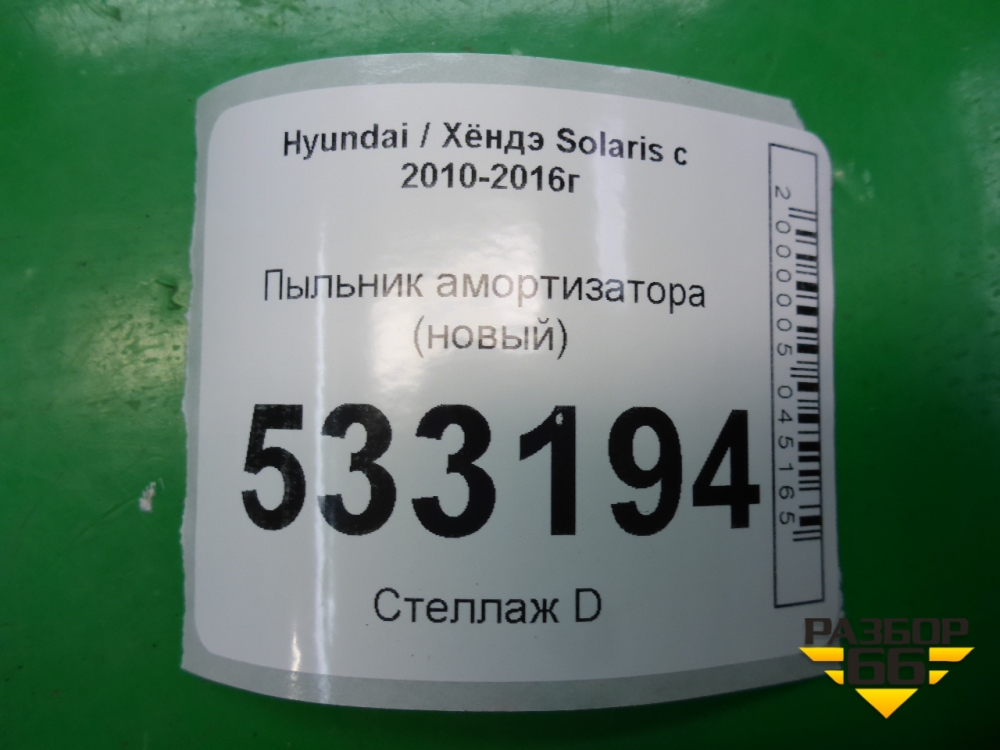 Hyundai / Хёндэ Solaris с
2010-2016г
Пыльник амортизатора
(новый)
533194
Стеллаж D
2000005045165
РАЗБОР
66